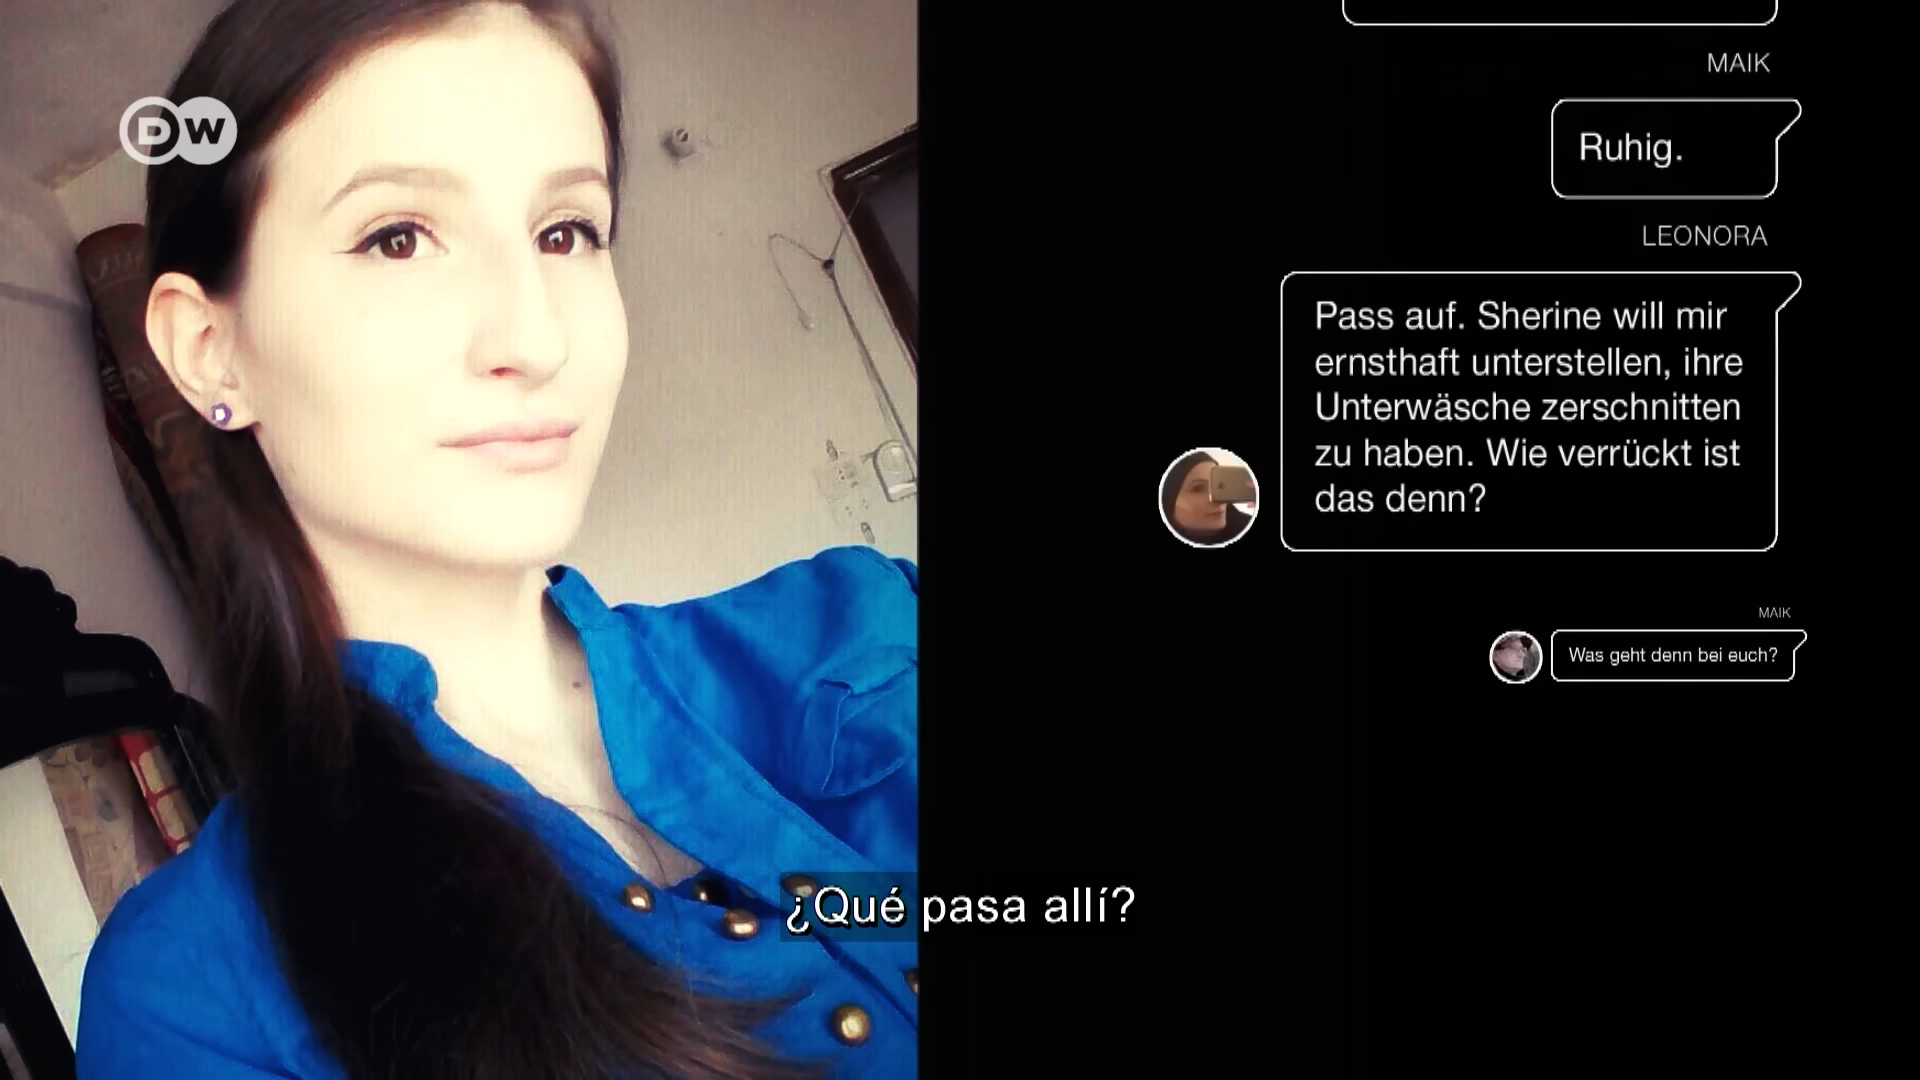 DW
MAIK
Ruhig.
LEONORA
Pass auf. Sherine will mir
ernsthaft unterstellen, ihre
Unterwäsche zerschnitten
zu haben. Wie verrückt ist
das denn?
MAIK
Was geht denn bei euch?
¿Qué pasa allí?